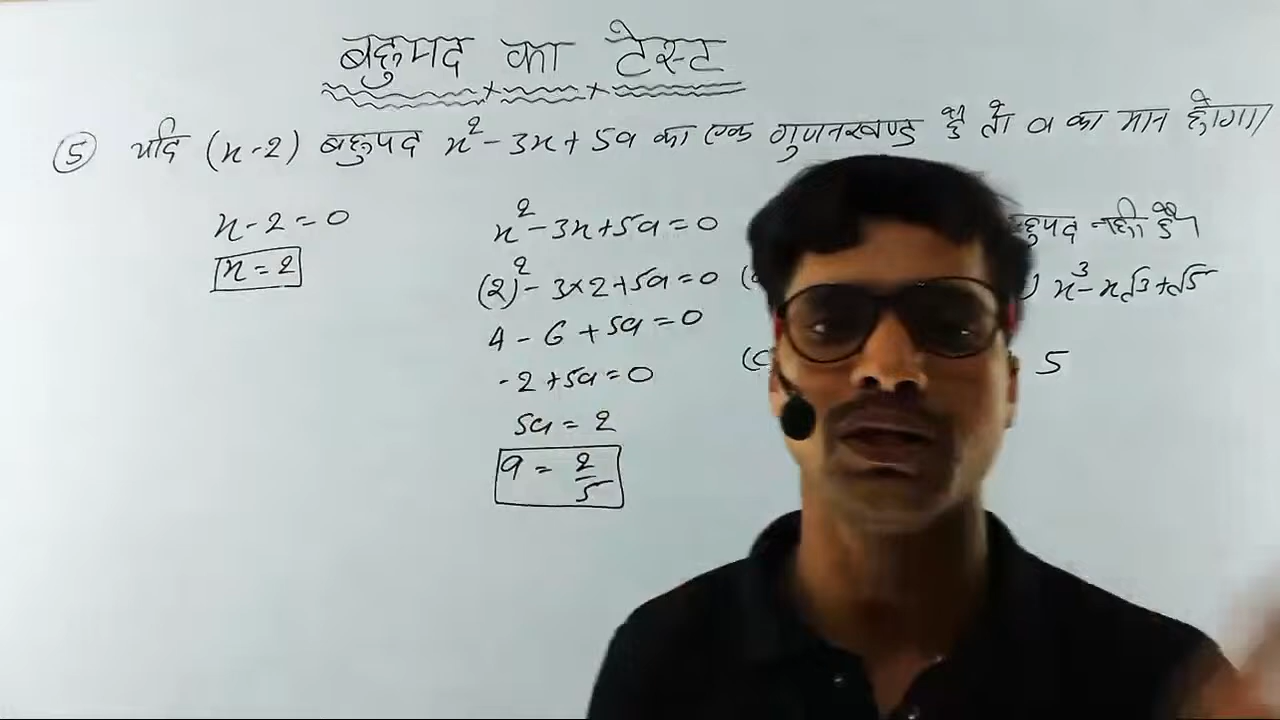 बहुपद का टेस्ट
(5) यदि (x-2) बहुपद x² - 3x + 5a का एक गुणनखण्ड है तो a का मान होगा।
x - 2 = 0
x = 2
x² - 3x + 5a = 0
(2)² - 3×2 + 5a = 0
4 - 6 + 5a = 0
-2 + 5a = 0
5a = 2
a = 2/5
नहीं है
x³ - x√3 + √5
(c
5